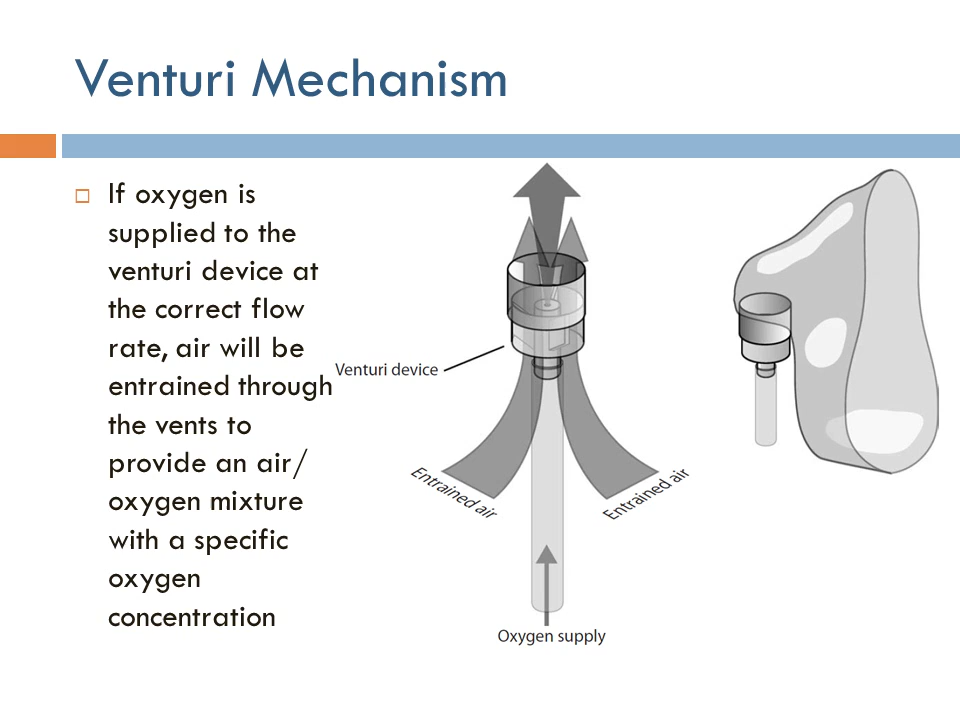 Venturi Mechanism
If oxygen is
supplied to the
venturi device at
the correct flow
rate, air will be
entrained through
the vents to
provide an air/
oxygen mixture
with a specific
oxygen
concentration
Venturi device
Entrained air
Entrained air
Oxygen supply